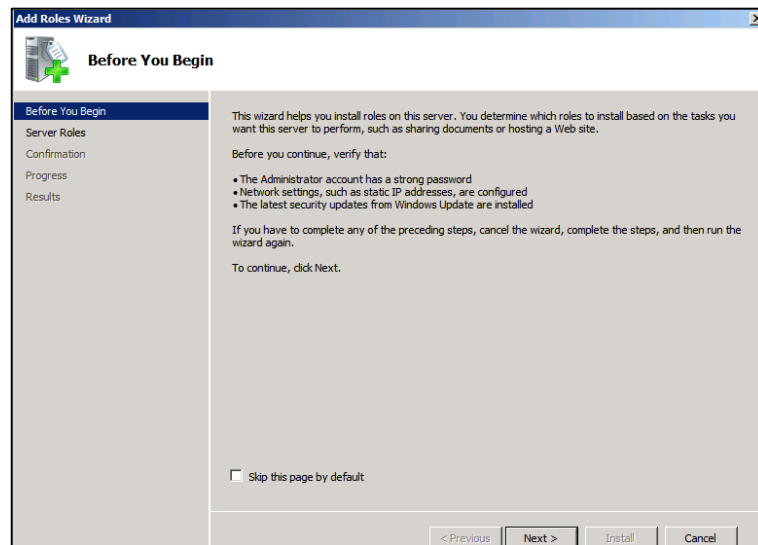 Add Roles Wizard
Before You Begin
Before You Begin
Server Roles
Confirmation
Progress
Results
This wizard helps you install roles on this server. You determine which roles to install based on the tasks you
want this server to perform, such as sharing documents or hosting a Web site.
Before you continue, verify that:
• The Administrator account has a strong password
• Network settings, such as static IP addresses, are configured
• The latest security updates from Windows Update are installed
If you have to complete any of the preceding steps, cancel the wizard, complete the steps, and then run the
wizard again.
To continue, click Next.
Skip this page by default
< Previous Next > Install Cancel